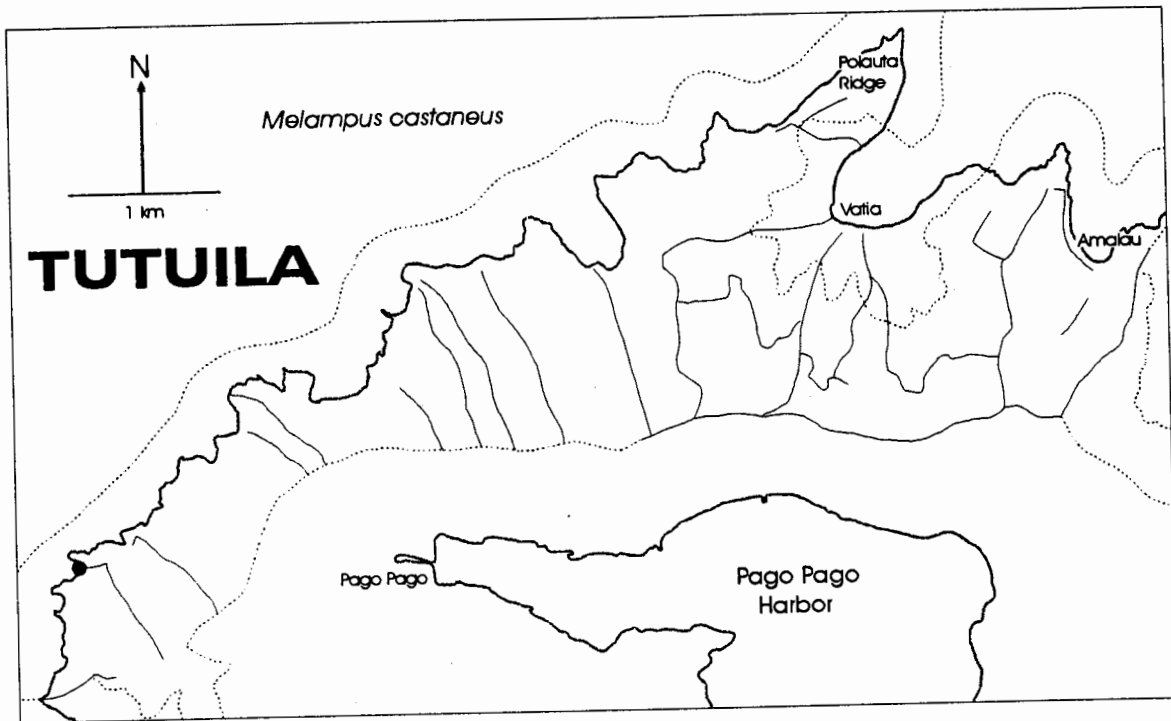 N
Melampus castaneus
1 km
TUTUILA
Polauta
Ridge
Vatia
Amalau
Pago Pago
Pago Pago
Harbor